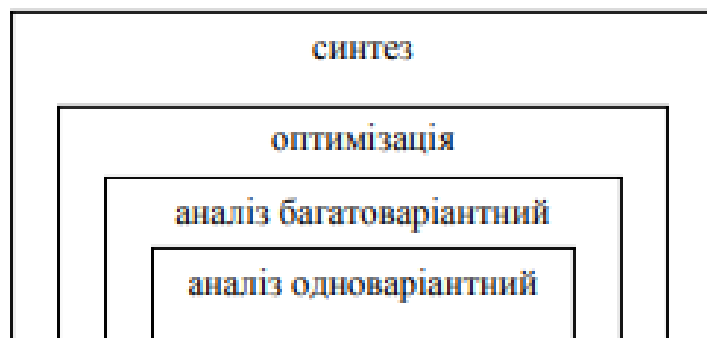 синтез
оптимізація
аналіз багатоваріантний
аналіз одноваріантний